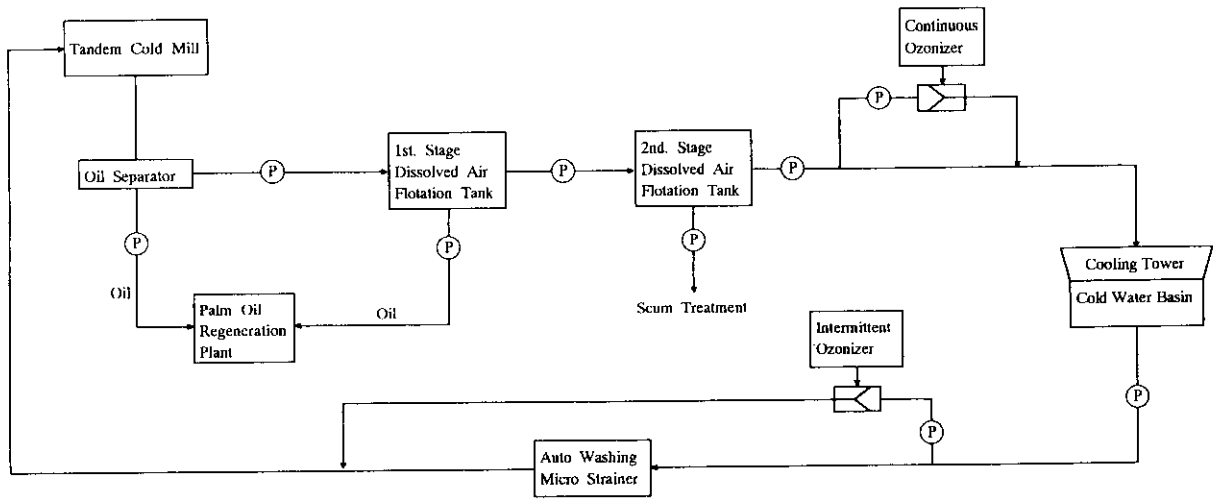 Continuous
Ozonizer
Tandem Cold Mill
P
1st. Stage
Dissolved Air
Flotation Tank
2nd. Stage
Dissolved Air
Flotation Tank
Oil Separator
P
P
P
P
P
P
Oil
Palm Oil
Regeneration
Plant
Oil
Scum Treatment
Cooling Tower
Cold Water Basin
Intermittent
Ozonizer
P
P
Auto Washing
Micro Strainer